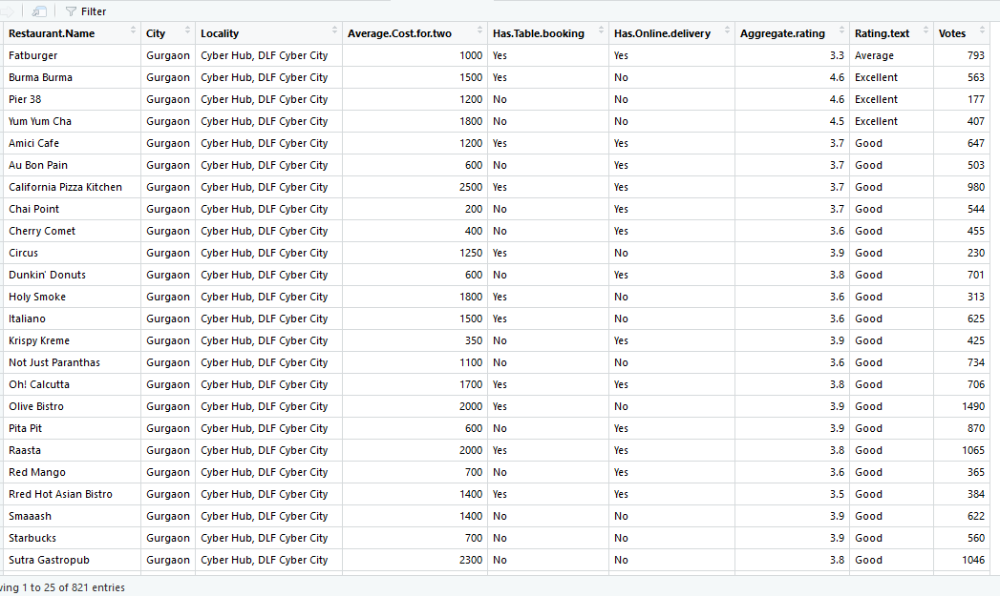 Filter
Restaurant.Name City Locality Average.Cost.for.two Has.Table.booking Has.Online.delivery Aggregate.rating Rating.text Votes
Fatburger Gurgaon Cyber Hub, DLF Cyber City 1000 Yes Yes 3.3 Average 793
Burma Burma Gurgaon Cyber Hub, DLF Cyber City 1500 Yes No 4.6 Excellent 563
Pier 38 Gurgaon Cyber Hub, DLF Cyber City 1200 No No 4.6 Excellent 177
Yum Yum Cha Gurgaon Cyber Hub, DLF Cyber City 1800 No No 4.5 Excellent 407
Amici Cafe Gurgaon Cyber Hub, DLF Cyber City 1200 Yes Yes 3.7 Good 647
Au Bon Pain Gurgaon Cyber Hub, DLF Cyber City 600 No Yes 3.7 Good 503
California Pizza Kitchen Gurgaon Cyber Hub, DLF Cyber City 2500 Yes Yes 3.7 Good 980
Chai Point Gurgaon Cyber Hub, DLF Cyber City 200 No Yes 3.7 Good 544
Cherry Comet Gurgaon Cyber Hub, DLF Cyber City 400 No Yes 3.6 Good 455
Circus Gurgaon Cyber Hub, DLF Cyber City 1250 Yes No 3.9 Good 230
Dunkin' Donuts Gurgaon Cyber Hub, DLF Cyber City 600 No Yes 3.8 Good 701
Holy Smoke Gurgaon Cyber Hub, DLF Cyber City 1800 Yes No 3.6 Good 313
Italiano Gurgaon Cyber Hub, DLF Cyber City 1500 Yes No 3.6 Good 625
Krispy Kreme Gurgaon Cyber Hub, DLF Cyber City 350 No Yes 3.9 Good 425
Not Just Paranthas Gurgaon Cyber Hub, DLF Cyber City 1100 No No 3.6 Good 734
Oh! Calcutta Gurgaon Cyber Hub, DLF Cyber City 1700 Yes Yes 3.8 Good 706
Olive Bistro Gurgaon Cyber Hub, DLF Cyber City 2000 Yes No 3.9 Good 1490
Pita Pit Gurgaon Cyber Hub, DLF Cyber City 600 No Yes 3.9 Good 870
Raasta Gurgaon Cyber Hub, DLF Cyber City 2000 Yes Yes 3.8 Good 1065
Red Mango Gurgaon Cyber Hub, DLF Cyber City 700 No Yes 3.6 Good 365
Rred Hot Asian Bistro Gurgaon Cyber Hub, DLF Cyber City 1400 Yes Yes 3.5 Good 384
Smaaash Gurgaon Cyber Hub, DLF Cyber City 1400 No No 3.9 Good 622
Starbucks Gurgaon Cyber Hub, DLF Cyber City 700 No No 3.9 Good 560
Sutra Gastropub Gurgaon Cyber Hub, DLF Cyber City 2300 No No 3.8 Good 1046
ving 1 to 25 of 821 entries